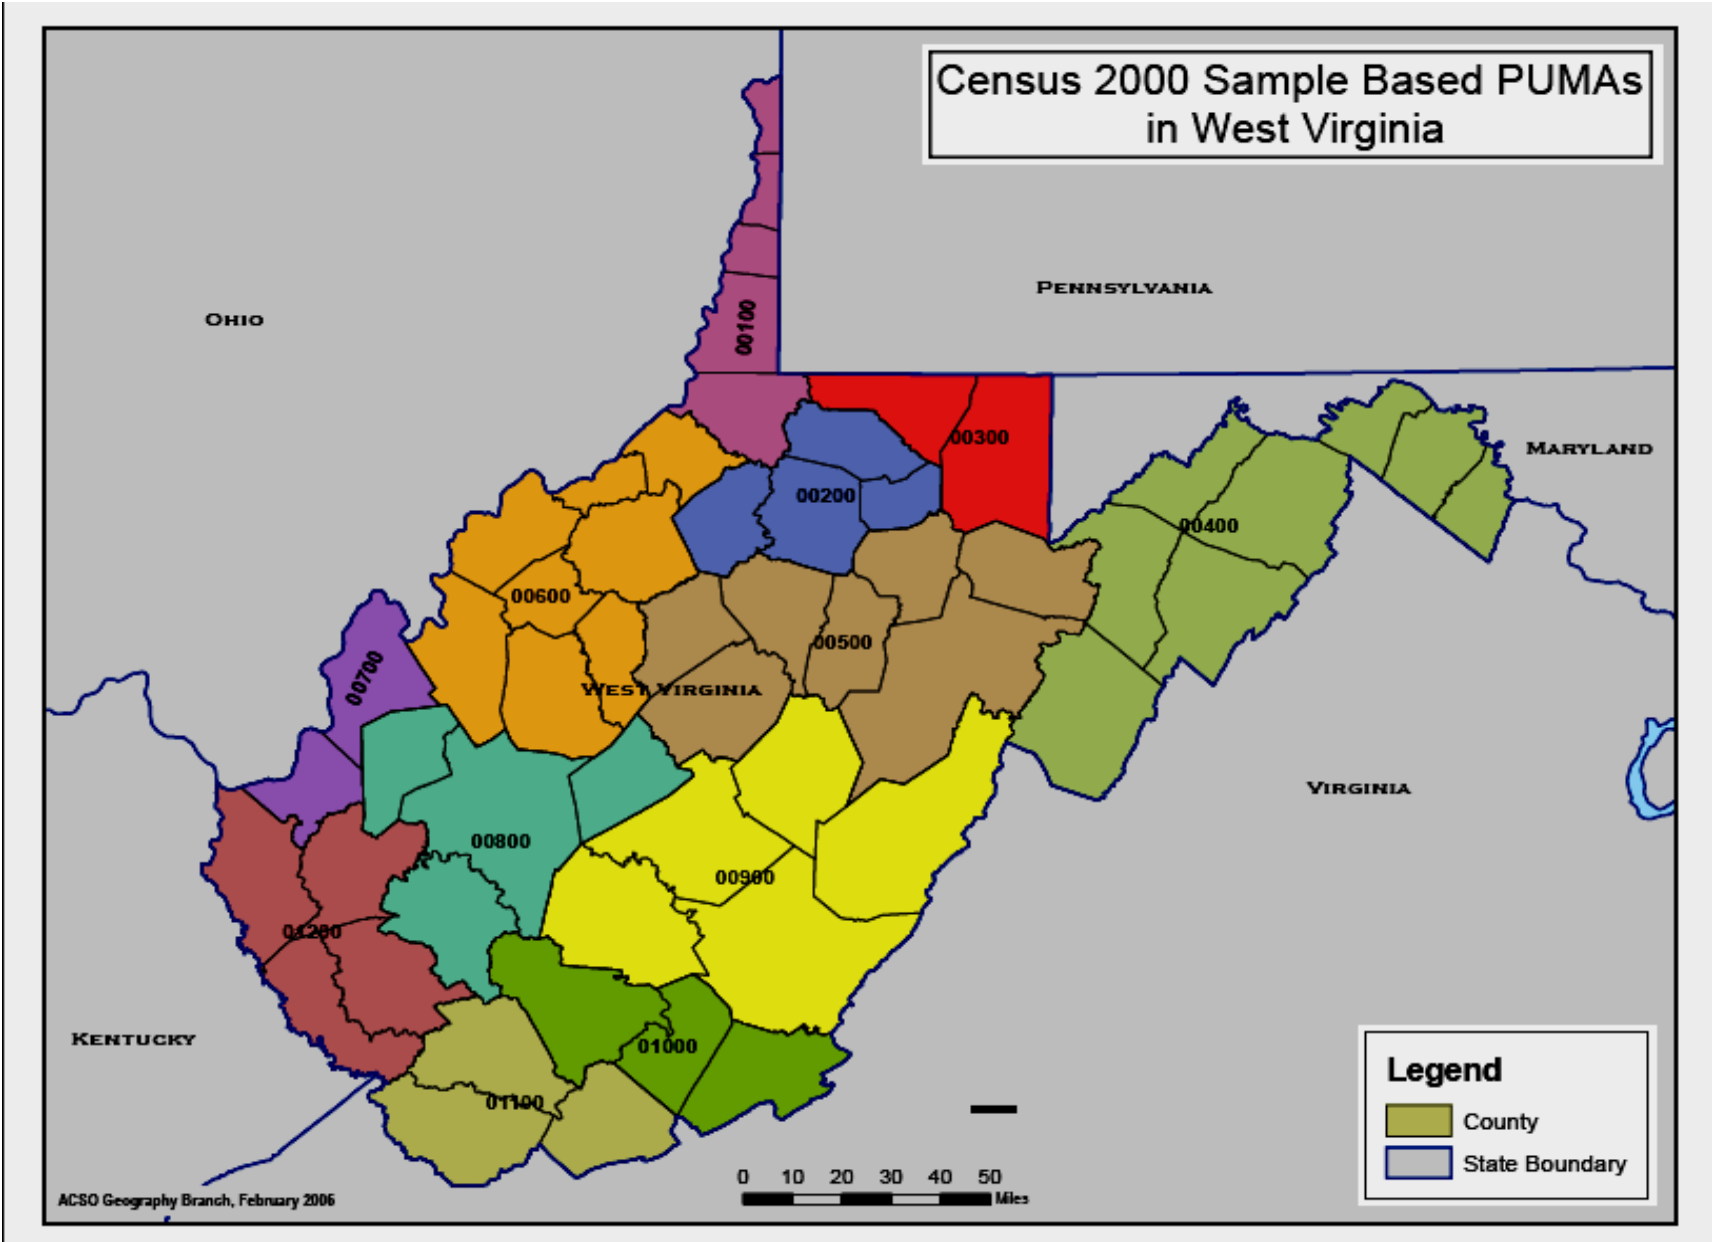 Census 2000 Sample Based PUMAs
in West Virginia
PENNSYLVANIA
OHIO
00100
00300
MARYLAND
00200
00400
00600
00500
00700
WEST VIRGINIA
VIRGINIA
00800
00900
01200
KENTUCKY
01000
01100
Legend
County
State Boundary
0 10 20 30 40 50
Miles
ACSO Geography Branch, February 2006